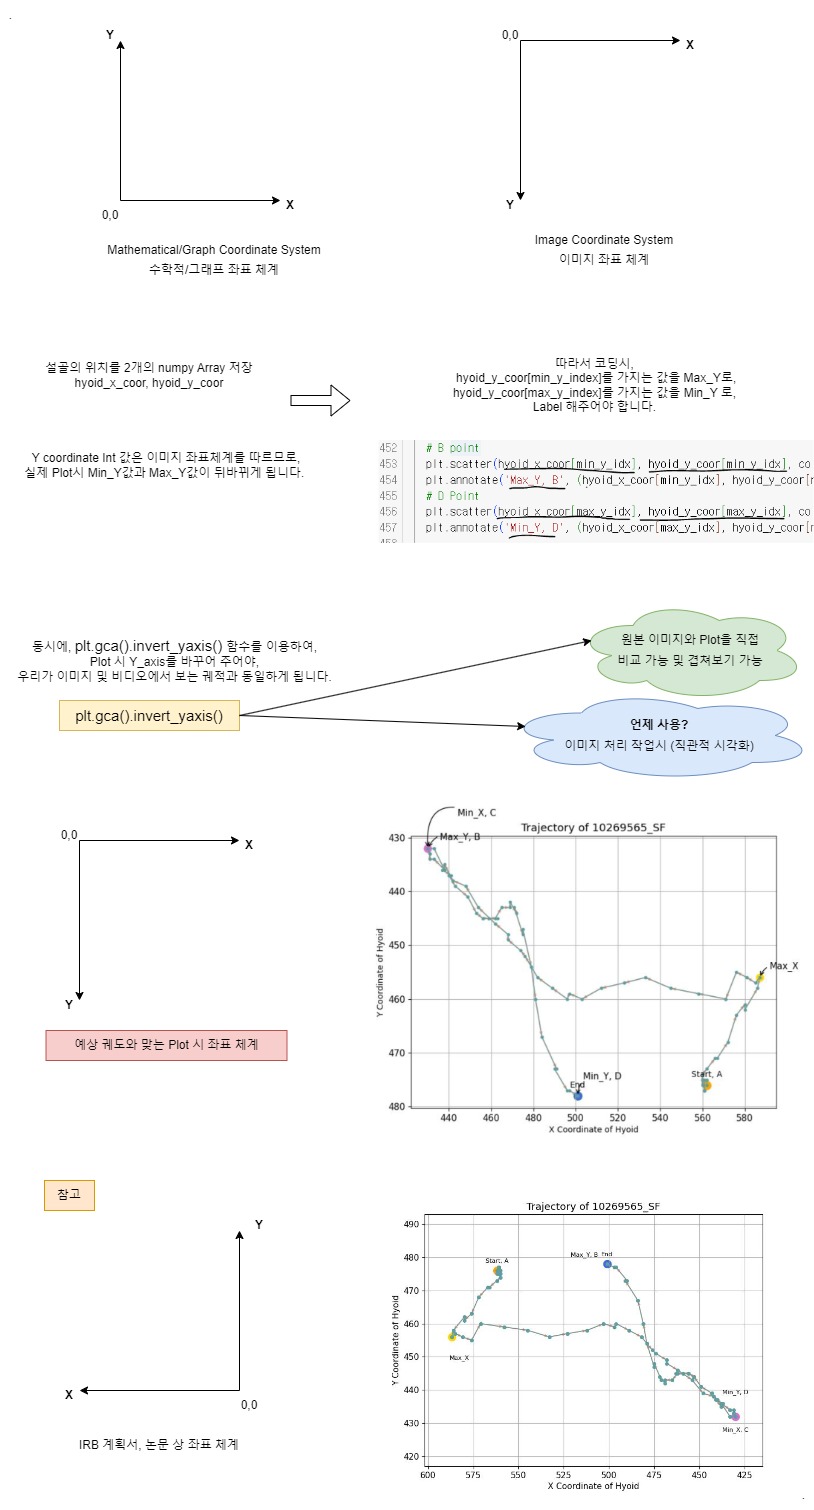 Y
0,0
X
Mathematical/Graph Coordinate System
수학적/그래프 좌표 체계
0,0
X
Y
Image Coordinate System
이미지 좌표 체계
설골의 위치를 2개의 numpy Array 저장
hyoid_x_coor, hyoid_y_coor
Y coordinate Int 값은 이미지 좌표체계를 따르므로,
실제 Plot시 Min_Y값과 Max_Y값이 뒤바뀌게 됩니다.
따라서 코딩시,
hyoid_y_coor[min_y_index]를 가지는 값을 Max_Y로,
hyoid_y_coor[max_y_index]를 가지는 값을 Min_Y 로,
Label 해주어야 합니다.
452 # B point
453 plt.scatter(hyoid_x_coor[min_y_idx], hyoid_y_coor[min_y_idx], co
454 plt.annotate('Max_Y, B', (hyoid_x_coor[min_y_idx], hyoid_y_coor[
455 # D Point
456 plt.scatter(hyoid_x_coor[max_y_idx], hyoid_y_coor[max_y_idx], co
457 plt.annotate('Min_Y, D', (hyoid_x_coor[max_y_idx], hyoid_y_coor[
동시에, plt.gca().invert_yaxis() 함수를 이용하여,
Plot 시 Y_axis를 바꾸어 주어야,
우리가 이미지 및 비디오에서 보는 궤적과 동일하게 됩니다.
plt.gca().invert_yaxis()
원본 이미지와 Plot을 직접
비교 가능 및 겹쳐보기 가능
언제 사용?
이미지 처리 작업시 (직관적 시각화)
0,0
X
Y
예상 궤도와 맞는 Plot 시 좌표 체계
Min_X, C
Trajectory of 10269565_SF
Max_Y, B
Max_X
Start, A
Min_Y, D
End
430
440
450
460
470
480
Y Coordinate of Hyoid
440 460 480 500 520 540 560 580
X Coordinate of Hyoid
참고
Y
X
0,0
IRB 계획서, 논문 상 좌표 체계
Trajectory of 10269565_SF
Start, A
Max_Y, B End
Max_X
Min_Y, D
Min_X, C
490
480
470
460
450
440
430
420
Y Coordinate of Hyoid
600 575 550 525 500 475 450 425
X Coordinate of Hyoid